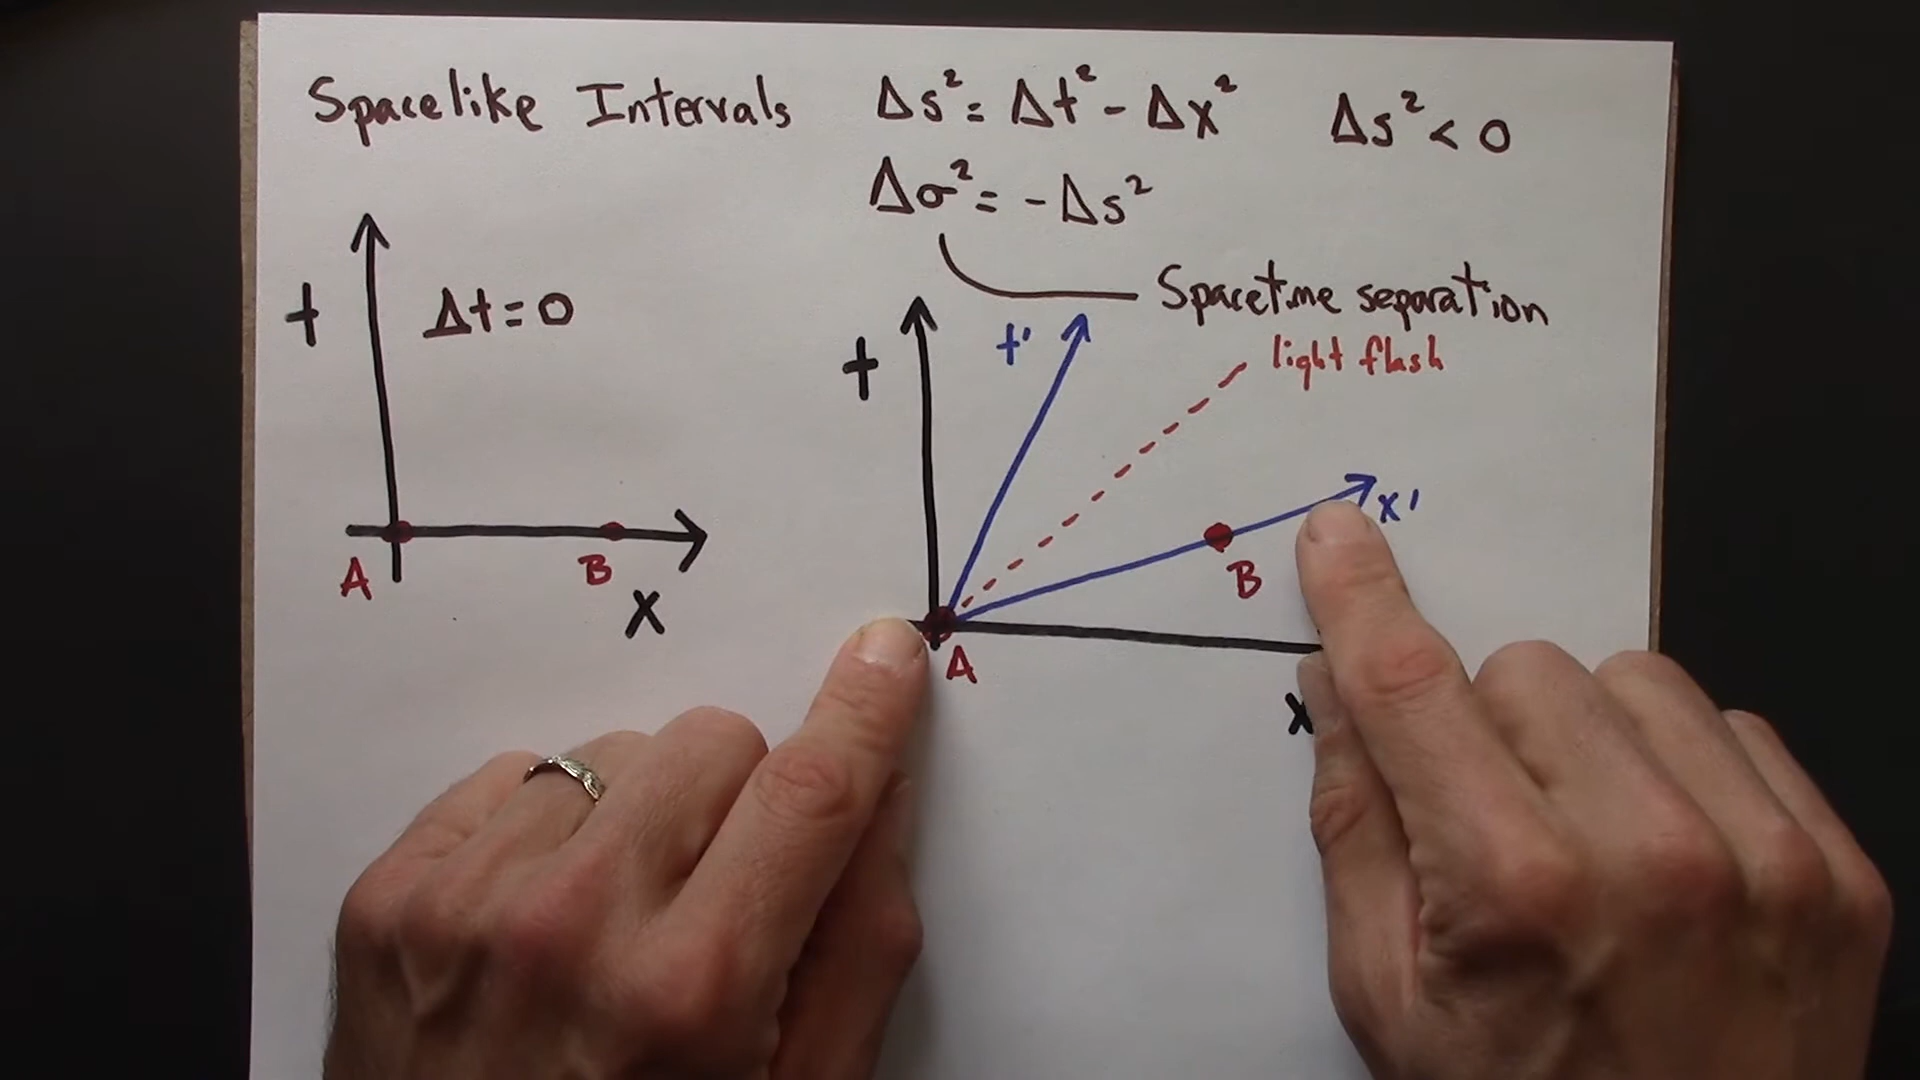 Spacelike Intervals Δs² = Δt² - Δx² Δs² < 0
Δσ² = -Δs²
Spacetime separation
t Δt = 0
A B
x
t t' light flash
x'
B
A
x